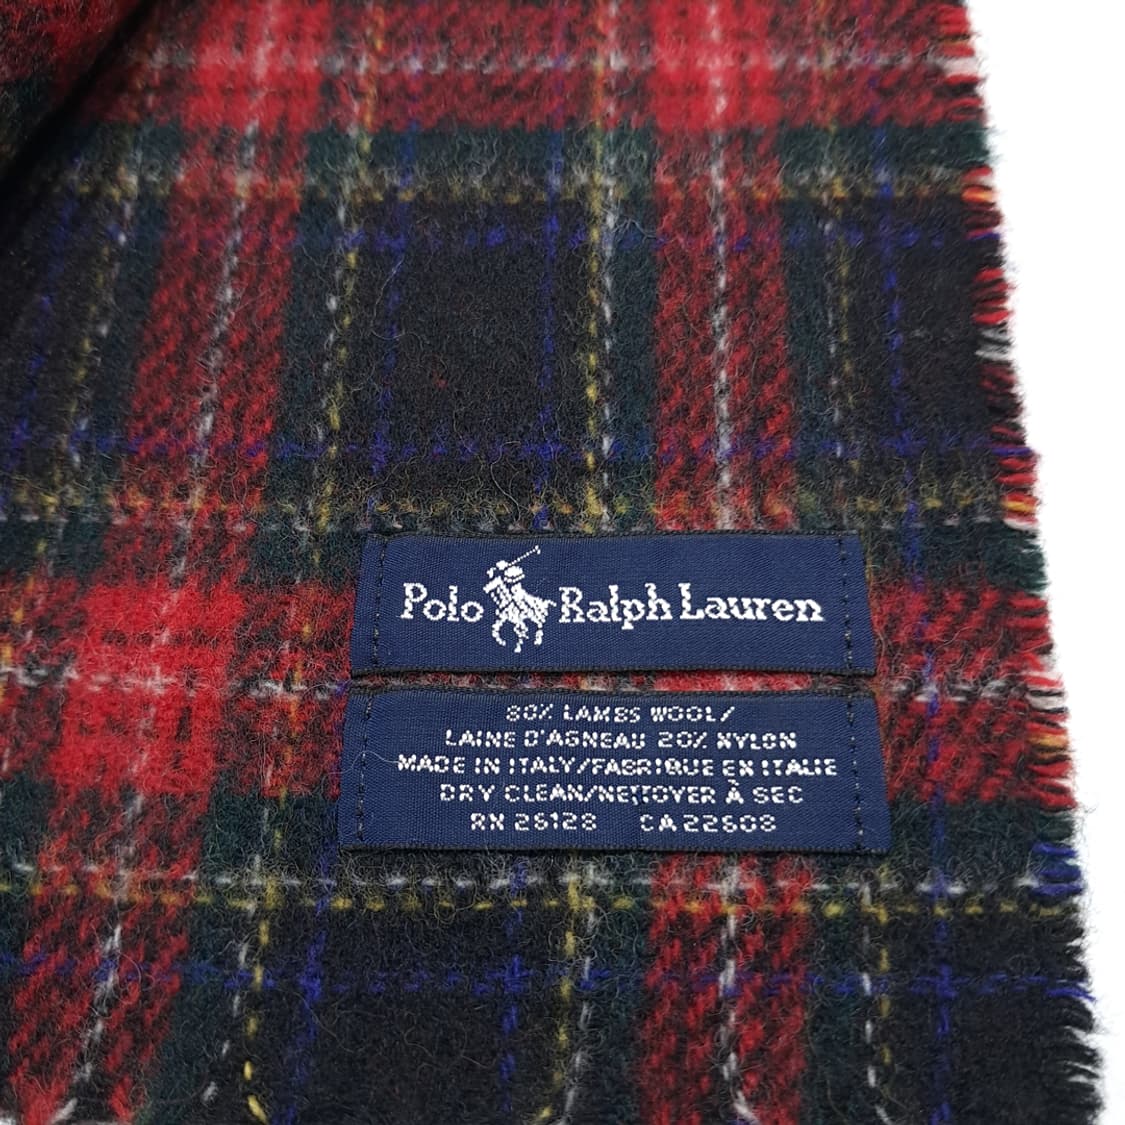 Polo Ralph Lauren
80% LAMBS WOOL/
LAINE D'AGNEAU 20% NYLON
MADE IN ITALY/FABRIQUE EN ITALIE
DRY CLEAN/NETTOYER À SEC
RN 26128 CA 22608